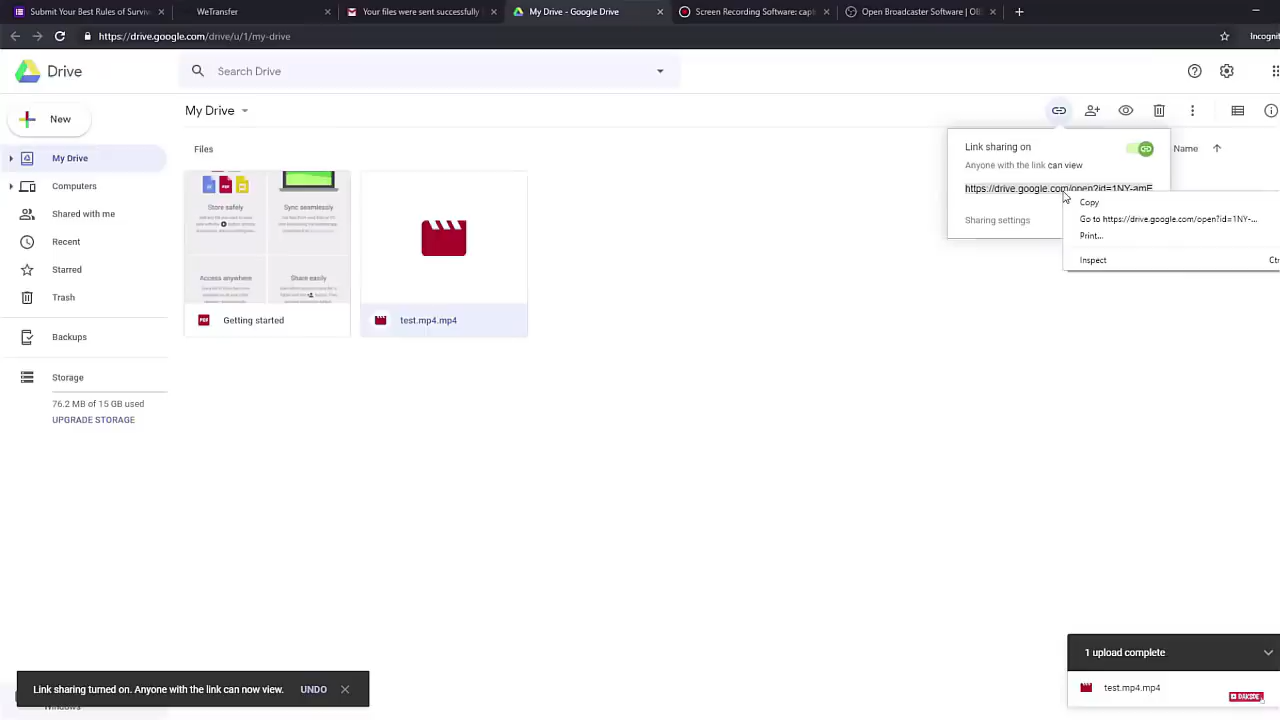 Submit Your Best Rules of Surviv
WeTransfer
Your files were sent successfully
My Drive - Google Drive
Screen Recording Software: capt
Open Broadcaster Software | OB
https://drive.google.com/drive/u/1/my-drive
Incognit
Drive
Search Drive
New
My Drive
My Drive
Computers
Shared with me
Recent
Starred
Trash
Backups
Storage
76.2 MB of 15 GB used
UPGRADE STORAGE
Files
Name
Store safely
Sync seamlessly
Access anywhere
Share easily
PDF
Getting started
test.mp4.mp4
Link sharing on
Anyone with the link can view
https://drive.google.com/open?id=1NY-amE
Sharing settings
Copy
Go to https://drive.google.com/open?id=1NY-...
Print...
Inspect
Ct
Link sharing turned on. Anyone with the link can now view.
UNDO
1 upload complete
test.mp4.mp4